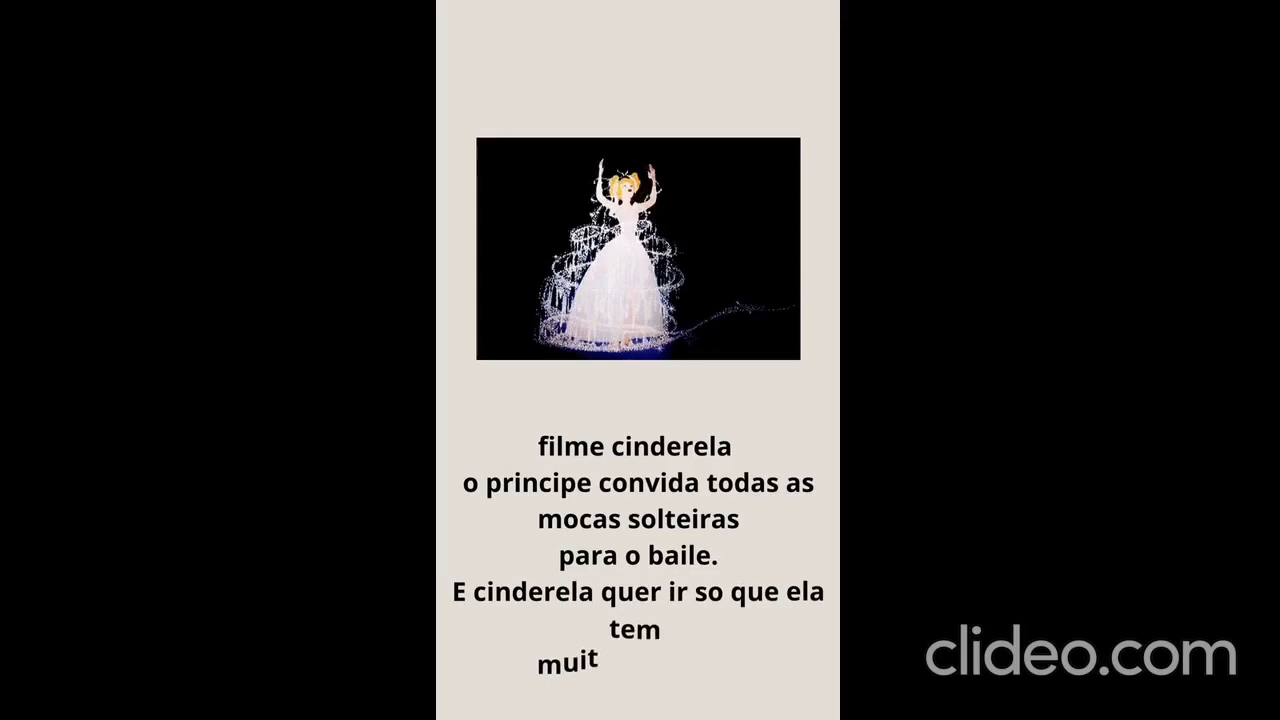 filme cinderela
o principe convida todas as
mocas solteiras
para o baile.
E cinderela quer ir so que ela
tem
muit
clideo.com